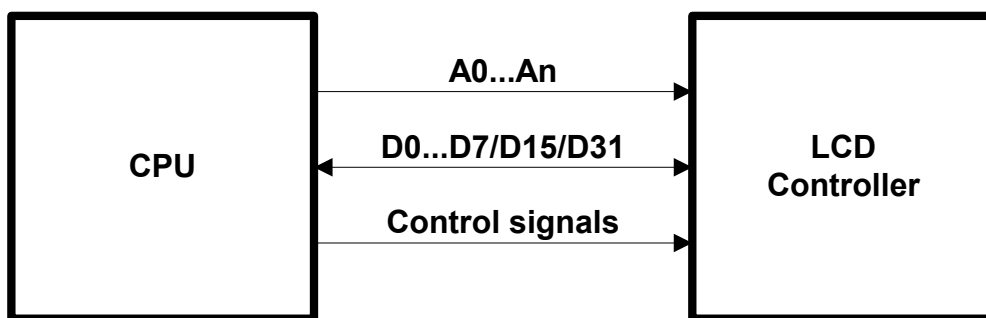 A0...An
D0...D7/D15/D31
CPU
LCD
Controller
Control signals